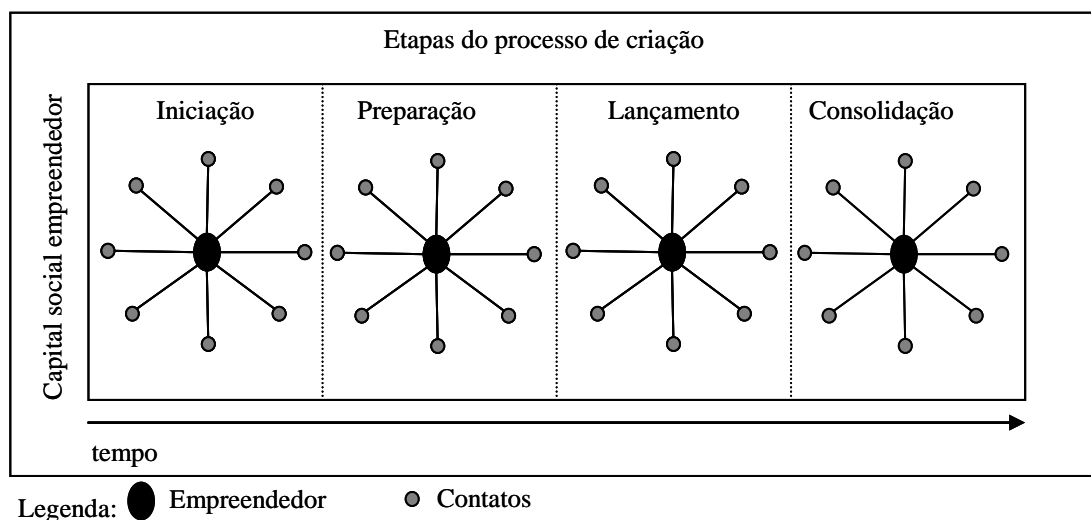 Etapas do processo de criação
Iniciação
Preparação
Lançamento
Consolidação
Capital social empreendedor
tempo
Legenda: Empreendedor Contatos